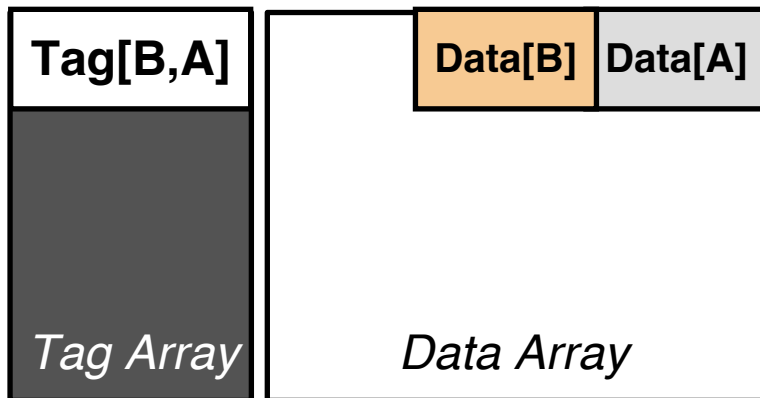 Tag[B,A]
Data[B]
Data[A]
Tag Array
Data Array